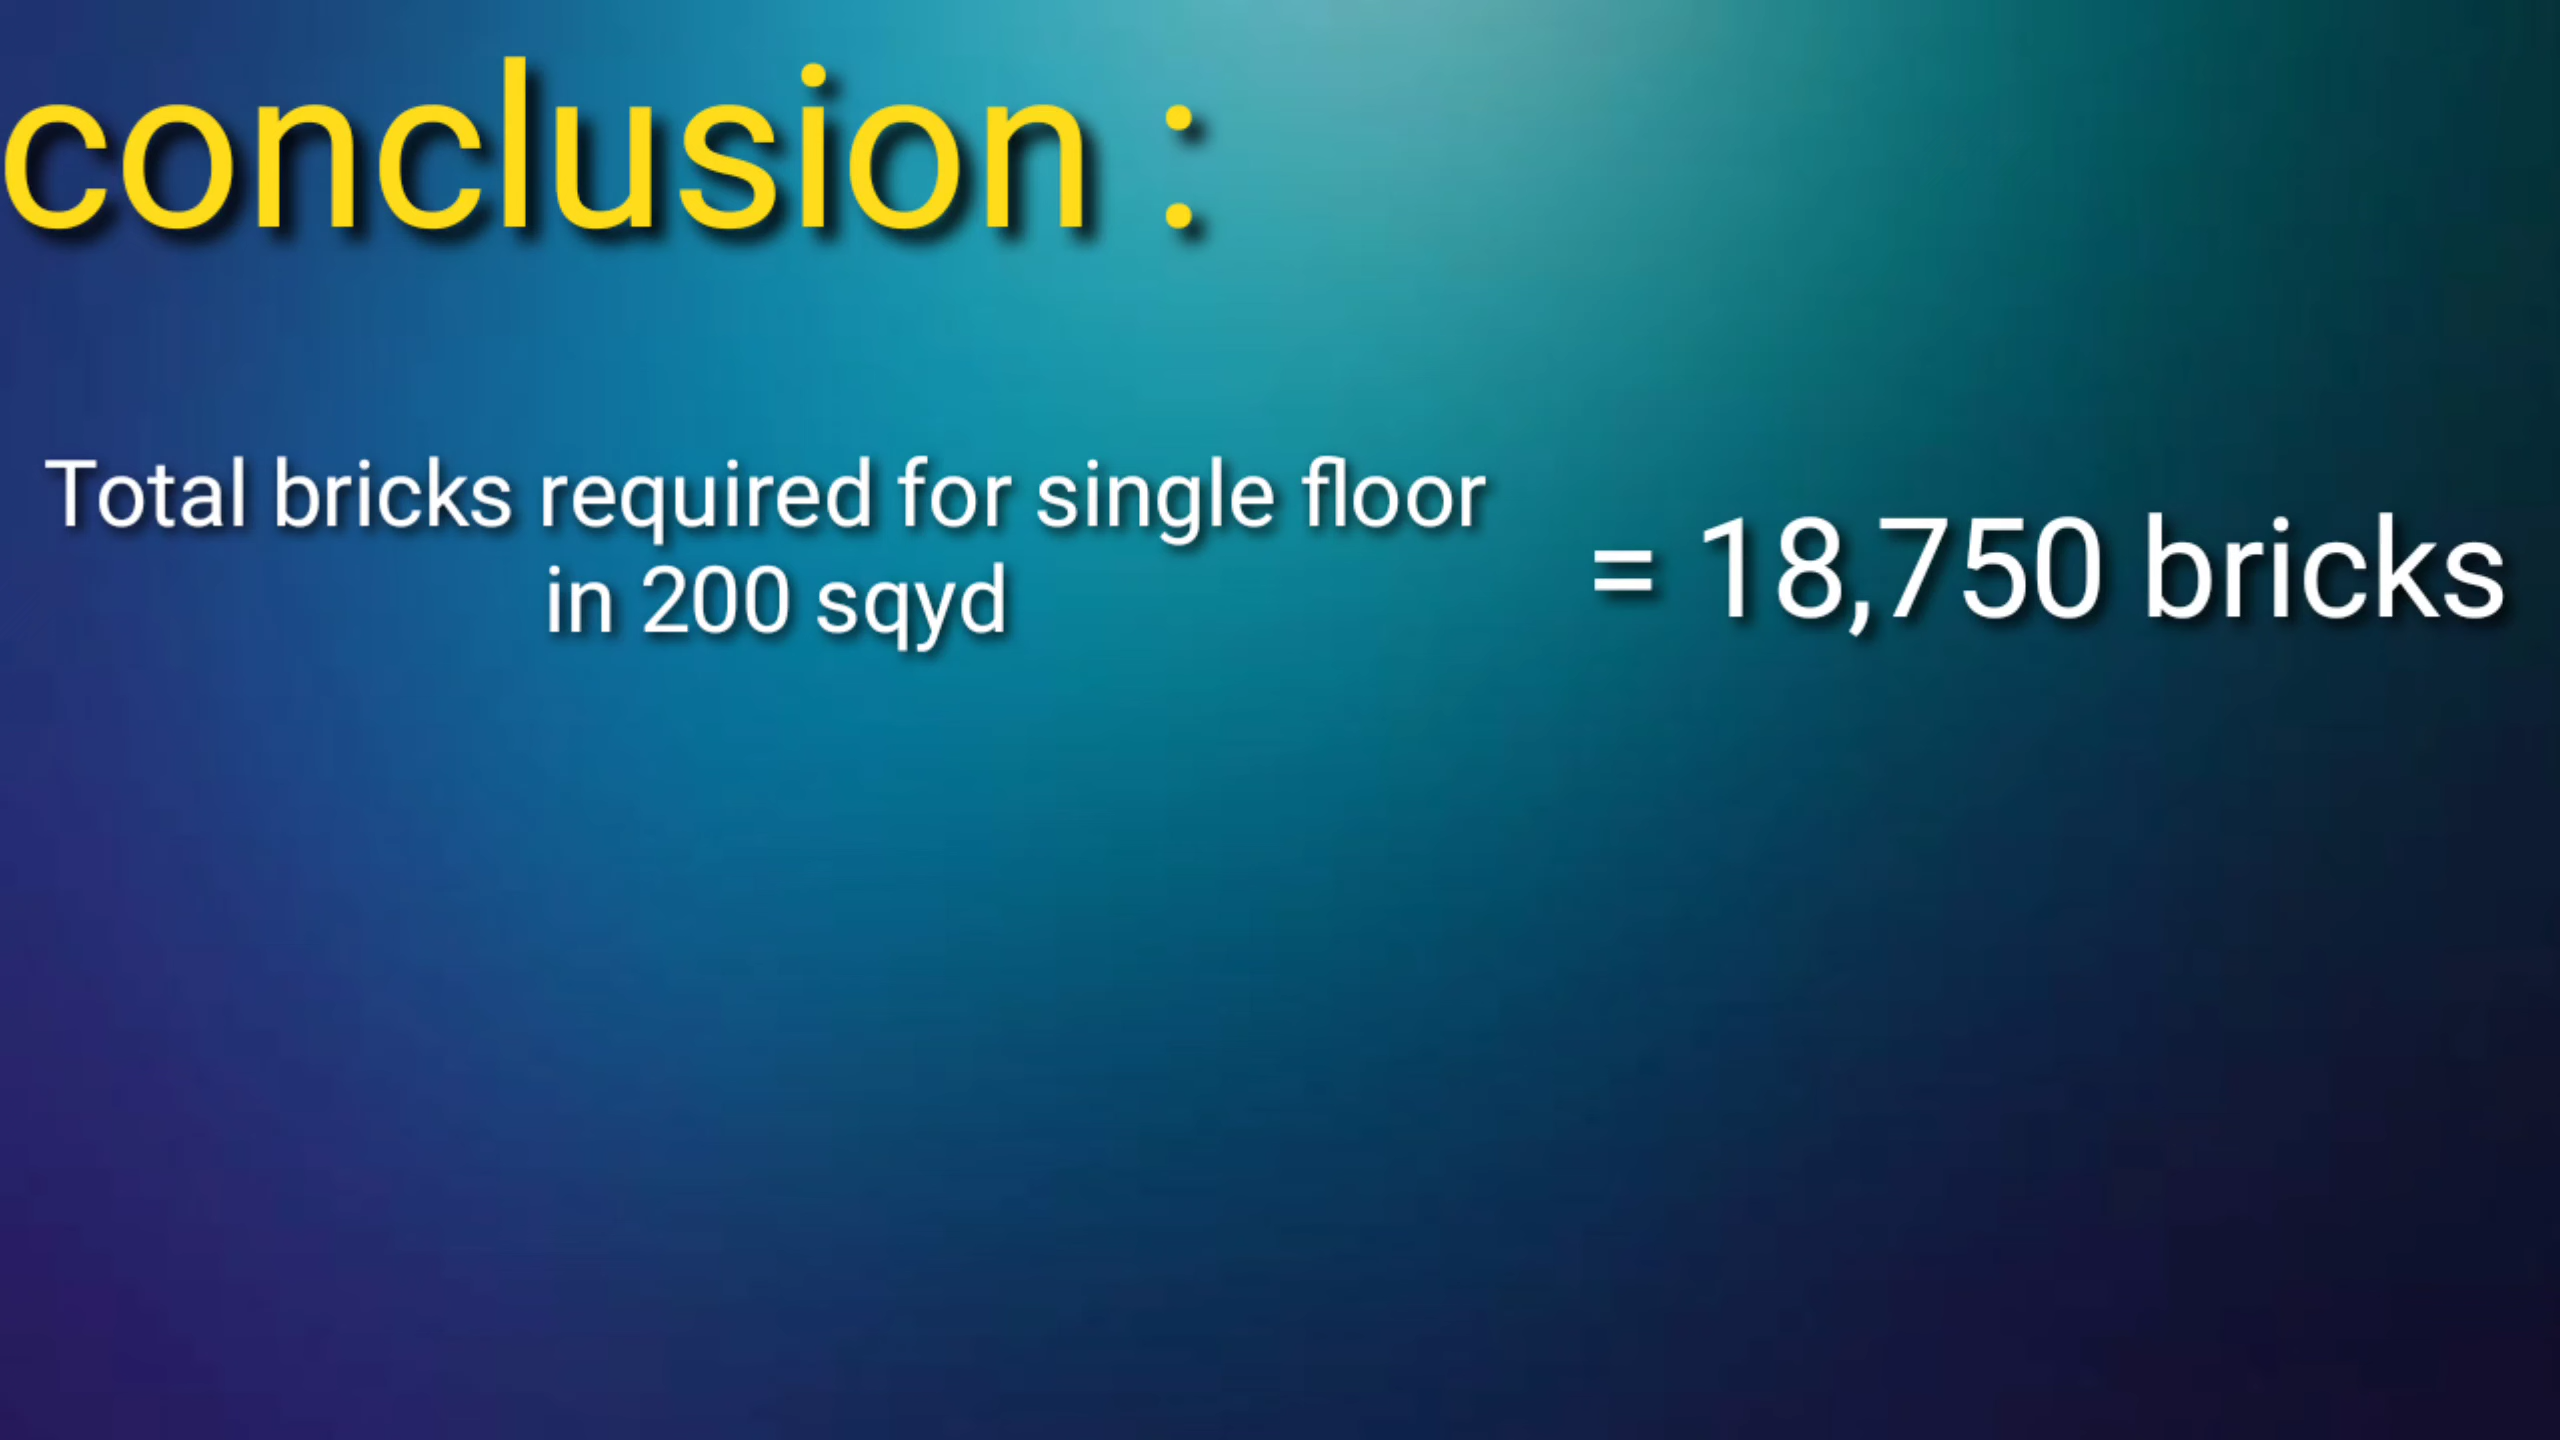 conclusion :
Total bricks required for single floor
in 200 sqyd
= 18,750 bricks